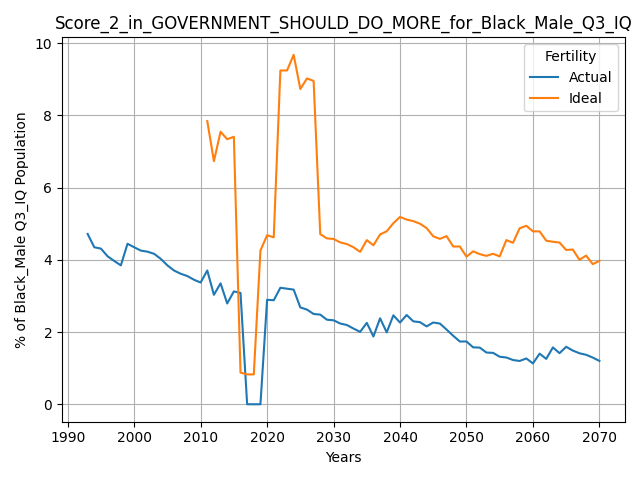 Score_2_in_GOVERNMENT_SHOULD_DO_MORE_for_Black_Male_Q3_IQ
% of Black_Male Q3_IQ Population
10
8
6
4
2
0
Fertility
Actual
Ideal
1990 2000 2010 2020 2030 2040 2050 2060 2070
Years